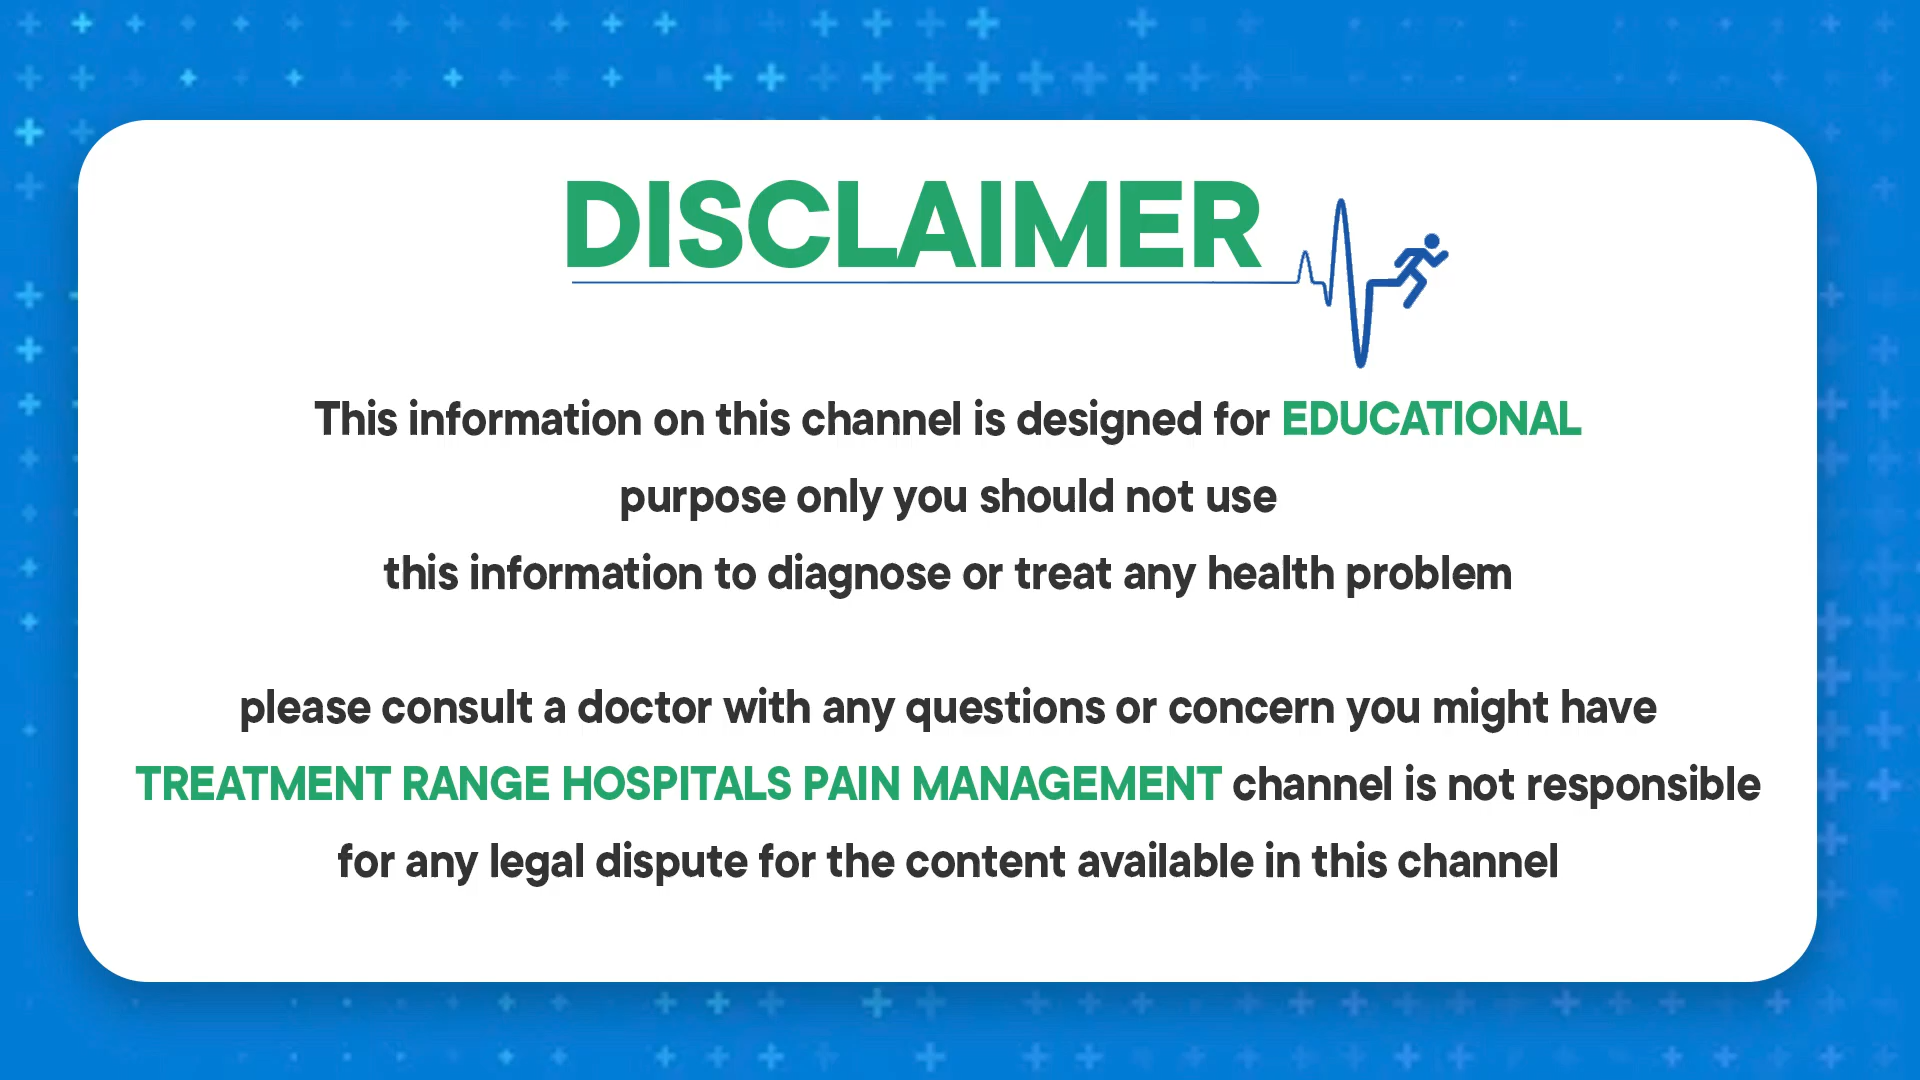 DISCLAIMER
This information on this channel is designed for EDUCATIONAL
purpose only you should not use
this information to diagnose or treat any health problem
please consult a doctor with any questions or concern you might have
TREATMENT RANGE HOSPITALS PAIN MANAGEMENT channel is not responsible
for any legal dispute for the content available in this channel